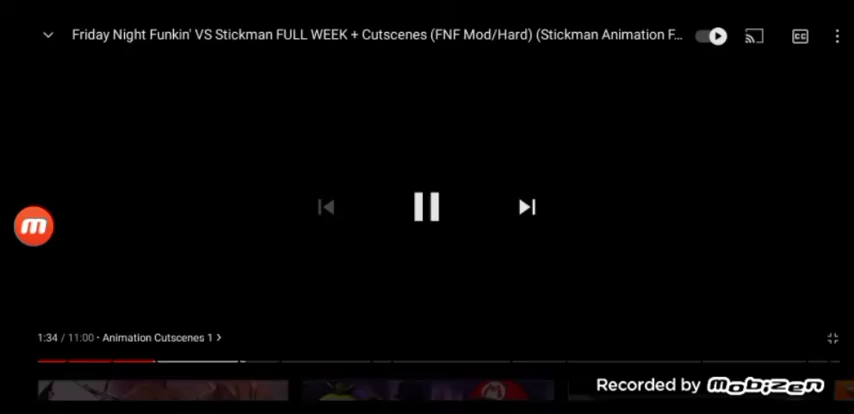 Friday Night Funkin' VS Stickman FULL WEEK + Cutscenes (FNF Mod/Hard) (Stickman Animation F...
CC
m
1:34 / 11:00 • Animation Cutscenes 1 >
Recorded by mobizen